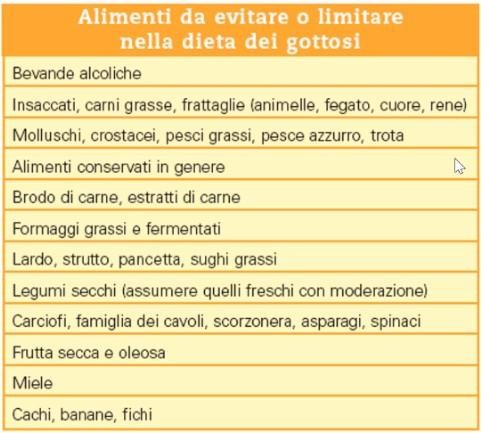 Alimenti da evitare o limitare
nella dieta dei gottosi
Bevande alcoliche
Insaccati, carni grasse, frattaglie (animelle, fegato, cuore, rene)
Molluschi, crostacei, pesci grassi, pesce azzurro, trota
Alimenti conservati in genere
Brodo di carne, estratti di carne
Formaggi grassi e fermentati
Lardo, strutto, pancetta, sughi grassi
Legumi secchi (assumere quelli freschi con moderazione)
Carciofi, famiglia dei cavoli, scorzonera, asparagi, spinaci
Frutta secca e oleosa
Miele
Cachi, banane, fichi